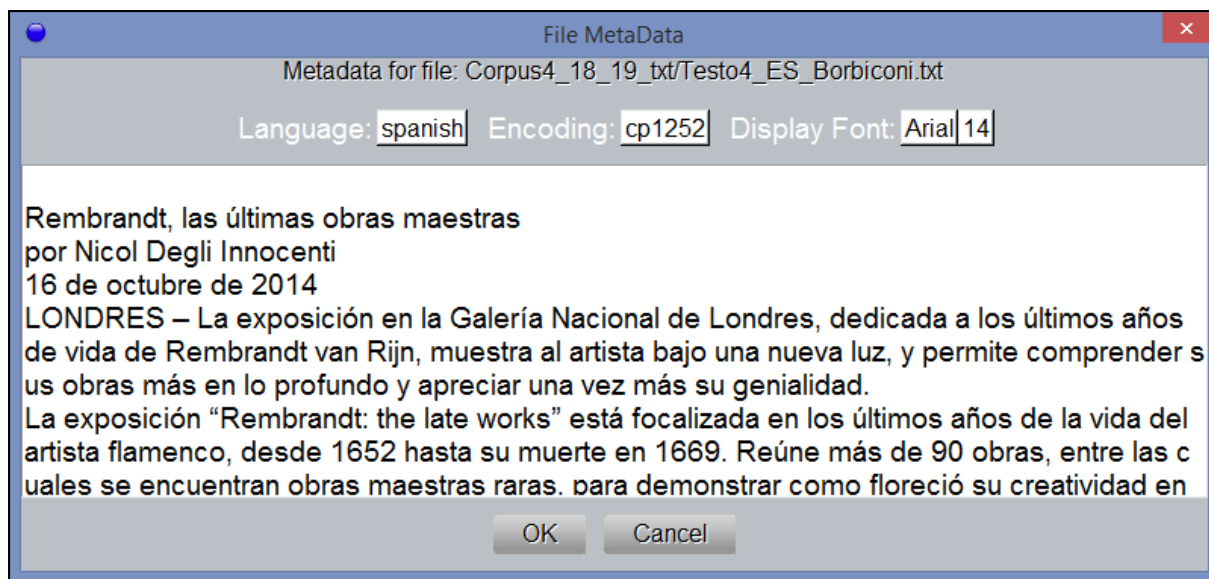 File MetaData
Metadata for file: Corpus4_18_19_txt/Testo4_ES_Borbiconi.txt
Language: spanish Encoding: cp1252 Display Font: Arial 14
Rembrandt, las últimas obras maestras
por Nicol Degli Innocenti
16 de octubre de 2014
LONDRES – La exposición en la Galería Nacional de Londres, dedicada a los últimos años
de vida de Rembrandt van Rijn, muestra al artista bajo una nueva luz, y permite comprender s
us obras más en lo profundo y apreciar una vez más su genialidad.
La exposición “Rembrandt: the late works” está focalizada en los últimos años de la vida del
artista flamenco, desde 1652 hasta su muerte en 1669. Reúne más de 90 obras, entre las c
uales se encuentran obras maestras raras, para demonstrar como floreció su creatividad en
OK Cancel